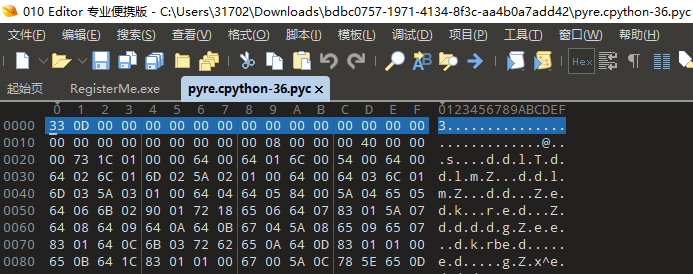 010 Editor 专业便携版 - C:\Users\31702\Downloads\bdbc0757-1971-4134-8f3c-aa4b0a7add42\pyre.cpython-36.pyc
文件(F) 编辑(E) 搜索(S) 查看(V) 格式(O) 脚本(I) 模板(L) 调试(D) 项目(P) 工具(T) 窗口(W) 帮助(H)
Hex
起始页 RegisterMe.exe pyre.cpython-36.pyc ×
0 1 2 3 4 5 6 7 8 9 A B C D E F 0123456789ABCDEF
0000 33 0D 00 00 00 00 00 00 00 00 00 00 00 00 00 00 3...............
0010 00 00 00 00 00 00 00 00 08 00 00 00 40 00 00 00 ............@...
0020 00 73 1C 01 00 00 64 00 64 01 6C 00 54 00 64 00 .s....d.d.l.T.d.
0030 64 02 6C 01 6D 02 5A 02 01 00 64 00 64 03 6C 01 d.l.m.Z...d.d.l.
0040 6D 03 5A 03 01 00 64 04 64 05 84 00 5A 04 65 05 m.Z...d.d...Z.e.
0050 64 06 6B 02 90 01 72 18 65 06 64 07 83 01 5A 07 d.k...r.e.d...Z.
0060 64 08 64 09 64 0A 64 0B 67 04 5A 08 65 09 65 07 d.d.d.d.g.Z.e.e.
0070 83 01 64 0C 6B 03 72 62 65 0A 64 0D 83 01 01 00 ..d.k.rbe.d.....
0080 65 0B 64 1C 83 01 01 00 67 00 5A 0C 78 5E 65 0D e.d.....g.Z.x^e.